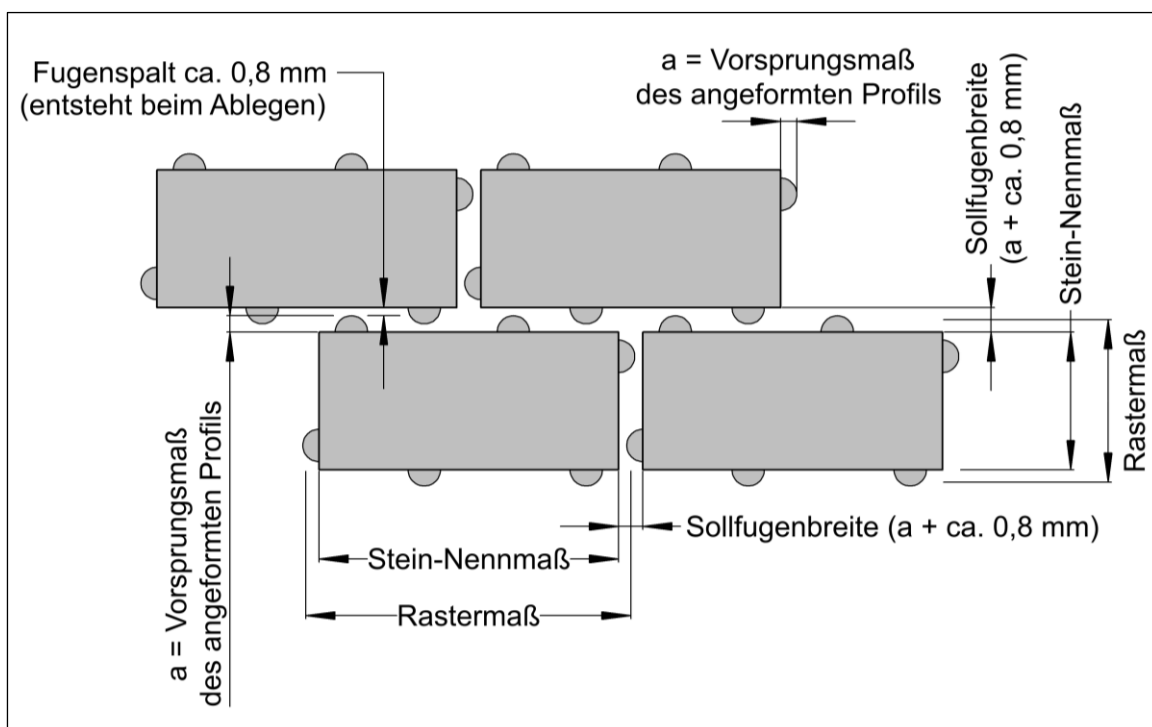 Fugenspalt ca. 0,8 mm
(entsteht beim Ablegen)
a = Vorsprungsmaß
des angeformten Profils
Sollfugenbreite
(a + ca. 0,8 mm)
Stein-Nennmaß
Rastermaß
a = Vorsprungsmaß
des angeformten Profils
Sollfugenbreite (a + ca. 0,8 mm)
Stein-Nennmaß
Rastermaß